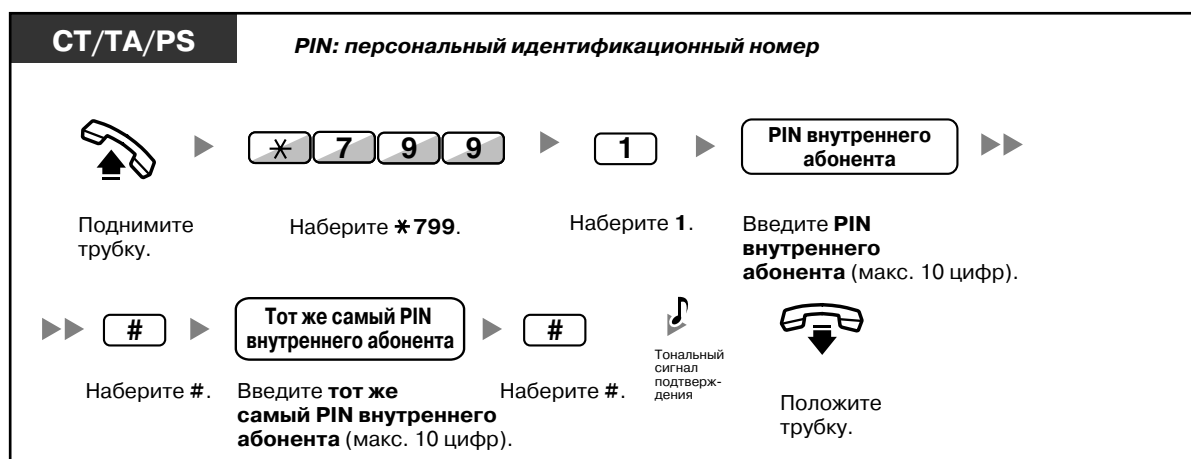 CT/TA/PS
PIN: персональный идентификационный номер
* 7 9 9
1
PIN внутреннего
абонента
Поднимите
трубку.
Наберите *799.
Наберите 1.
Введите PIN
внутреннего
абонента (макс. 10 цифр).
#
Тот же самый PIN
внутреннего абонента
#
Наберите #.
Введите тот же
самый PIN внутреннего
абонента (макс. 10 цифр).
Наберите #.
Тональный
сигнал
подтверж-
дения
Положите
трубку.